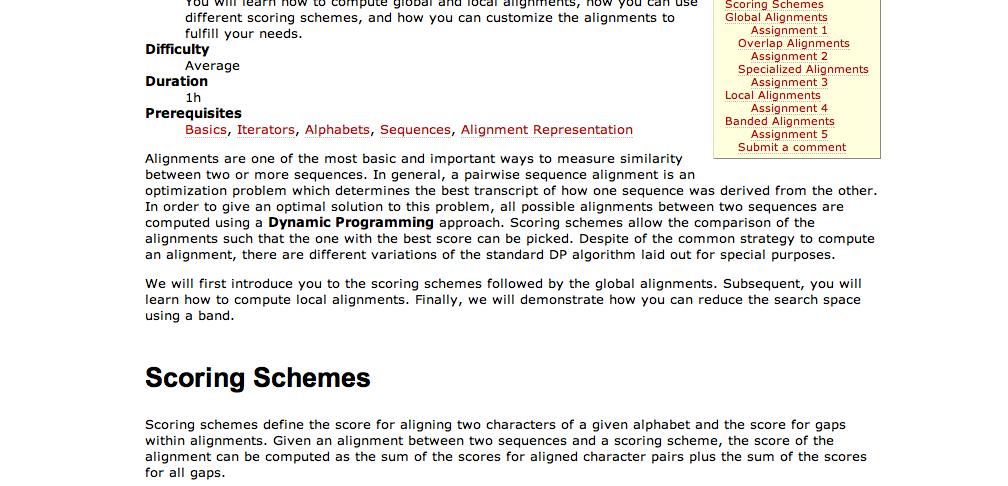 You will learn how to compute global and local alignments, how you can use
different scoring schemes, and how you can customize the alignments to
fulfill your needs.
Difficulty
Average
Duration
1h
Prerequisites
Basics, Iterators, Alphabets, Sequences, Alignment Representation
Scoring Schemes
Global Alignments
Assignment 1
Overlap Alignments
Assignment 2
Specialized Alignments
Assignment 3
Local Alignments
Assignment 4
Banded Alignments
Assignment 5
Submit a comment
Alignments are one of the most basic and important ways to measure similarity
between two or more sequences. In general, a pairwise sequence alignment is an
optimization problem which determines the best transcript of how one sequence was derived from the other.
In order to give an optimal solution to this problem, all possible alignments between two sequences are
computed using a Dynamic Programming approach. Scoring schemes allow the comparison of the
alignments such that the one with the best score can be picked. Despite of the common strategy to compute
an alignment, there are different variations of the standard DP algorithm laid out for special purposes.
We will first introduce you to the scoring schemes followed by the global alignments. Subsequent, you will
learn how to compute local alignments. Finally, we will demonstrate how you can reduce the search space
using a band.
Scoring Schemes
Scoring schemes define the score for aligning two characters of a given alphabet and the score for gaps
within alignments. Given an alignment between two sequences and a scoring scheme, the score of the
alignment can be computed as the sum of the scores for aligned character pairs plus the sum of the scores
for all gaps.